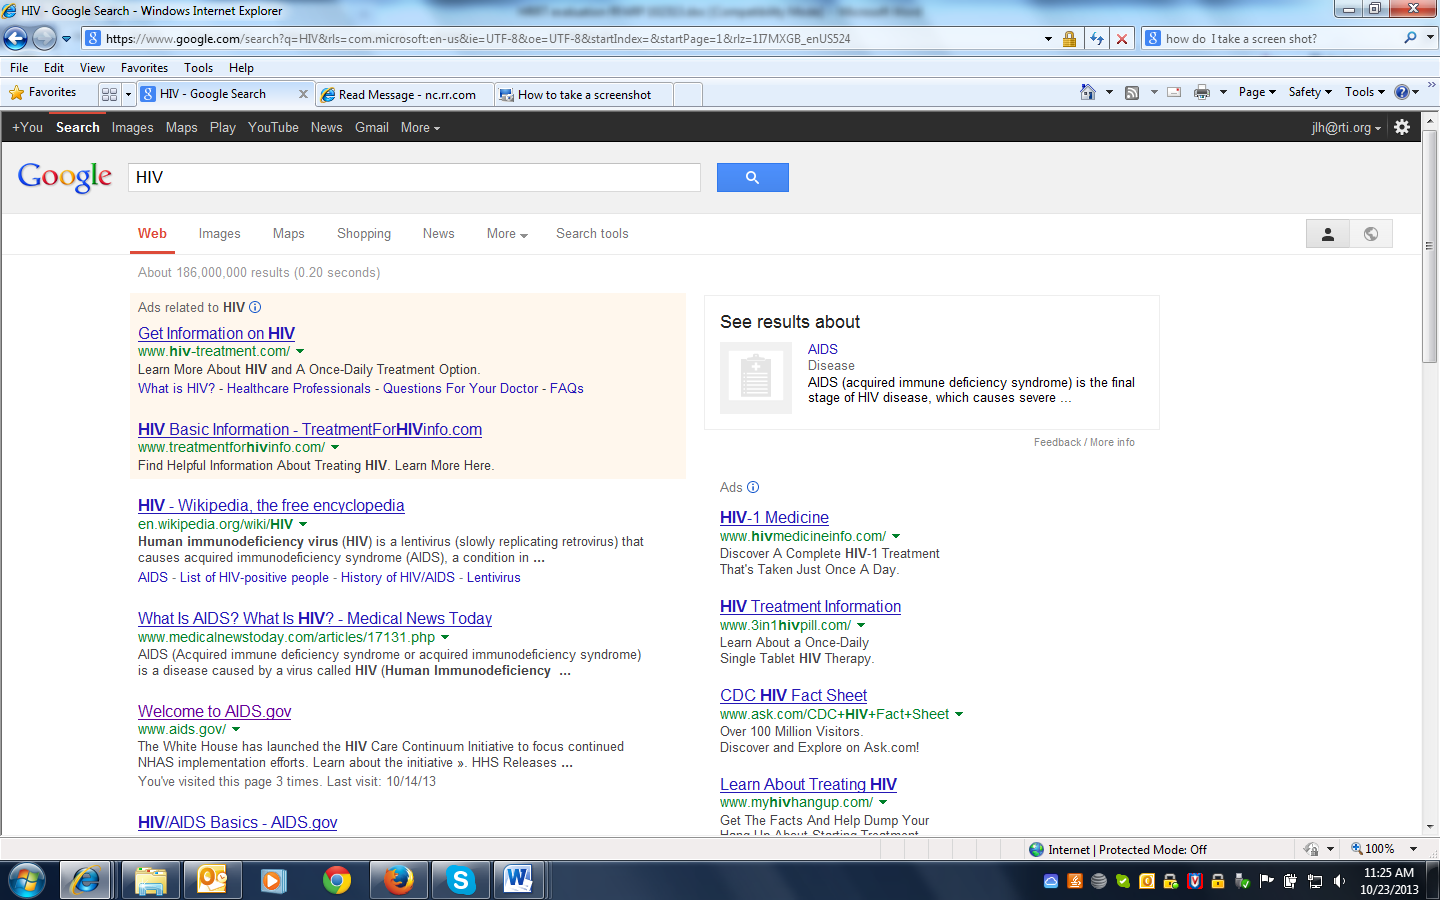 HIV - Google Search - Windows Internet Explorer
https://www.google.com/search?q=HIV&rls=com.microsoft:en-us&ie=UTF-8&oe=UTF-8&startIndex=&startPage=1&rlz=1I7MXGB_enUS524
how do I take a screen shot?
File Edit View Favorites Tools Help
Favorites
HIV - Google Search
Read Message - nc.rr.com
How to take a screenshot
Page Safety Tools
+You Search Images Maps Play YouTube News Gmail More
jlh@rti.org
Google
HIV
Web Images Maps Shopping News More Search tools
About 186,000,000 results (0.20 seconds)
Ads related to HIV
Get Information on HIV
www.hiv-treatment.com/
Learn More About HIV and A Once-Daily Treatment Option.
What is HIV? - Healthcare Professionals - Questions For Your Doctor - FAQs
HIV Basic Information - TreatmentForHIVinfo.com
www.treatmentforhivinfo.com/
Find Helpful Information About Treating HIV. Learn More Here.
HIV - Wikipedia, the free encyclopedia
en.wikipedia.org/wiki/HIV
Human immunodeficiency virus (HIV) is a lentivirus (slowly replicating retrovirus) that
causes acquired immunodeficiency syndrome (AIDS), a condition in ...
AIDS - List of HIV-positive people - History of HIV/AIDS - Lentivirus
What Is AIDS? What Is HIV? - Medical News Today
www.medicalnewstoday.com/articles/17131.php
AIDS (Acquired immune deficiency syndrome or acquired immunodeficiency syndrome)
is a disease caused by a virus called HIV (Human Immunodeficiency ...
Welcome to AIDS.gov
www.aids.gov/
The White House has launched the HIV Care Continuum Initiative to focus continued
NHAS implementation efforts. Learn about the initiative ». HHS Releases ...
You've visited this page 3 times. Last visit: 10/14/13
HIV/AIDS Basics - AIDS.gov
See results about
AIDS
Disease
AIDS (acquired immune deficiency syndrome) is the final
stage of HIV disease, which causes severe ...
Feedback / More info
Ads
HIV-1 Medicine
www.hivmedicineinfo.com/
Discover A Complete HIV-1 Treatment
That's Taken Just Once A Day.
HIV Treatment Information
www.3in1hivpill.com/
Learn About a Once-Daily
Single Tablet HIV Therapy.
CDC HIV Fact Sheet
www.ask.com/CDC+HIV+Fact+Sheet
Over 100 Million Visitors.
Discover and Explore on Ask.com!
Learn About Treating HIV
www.myhivhangup.com/
Get The Facts And Help Dump Your
Hang Up About Starting Treatment
Internet | Protected Mode: Off
100%
11:25 AM
10/23/2013